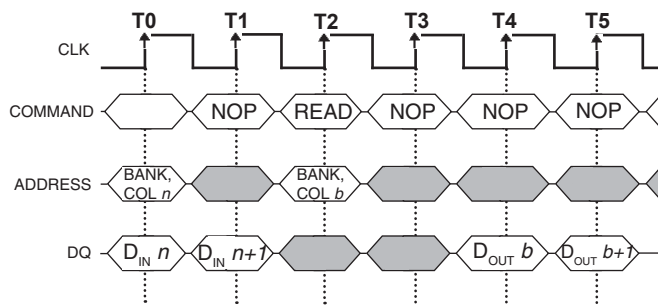 T0 T1 T2 T3 T4 T5
CLK
COMMAND NOP READ NOP NOP NOP
ADDRESS BANK, COL n BANK, COL b
DQ DIN n DIN n+1 DOUT b DOUT b+1